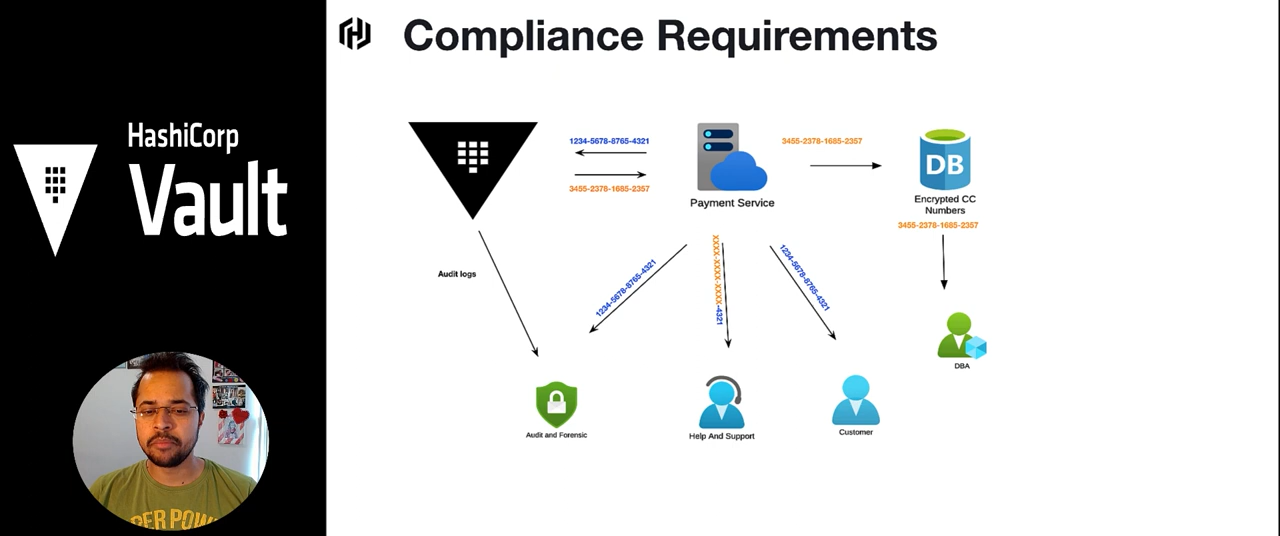 HashiCorp
Vault
Compliance Requirements
1234-5678-8765-4321
3455-2378-1685-2357
Payment Service
3455-2378-1685-2357
DB
Encrypted CC
Numbers
3455-2378-1685-2357
Audit logs
1234-5678-8765-4321
XXXX-XXXX-XXXX-4321
1234-5678-8765-4321
DBA
Audit and Forensic
Help And Support
Customer
PER POW